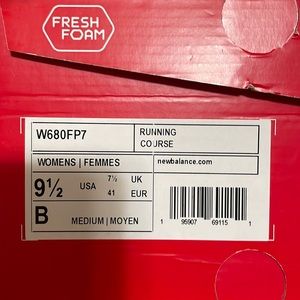 FRESH
FOAM
W680FP7
RUNNING
COURSE
WOMENS | FEMMES
newbalance.com
9½ USA 7½ UK
41 EUR
B MEDIUM | MOYEN
1 95907 69115 1